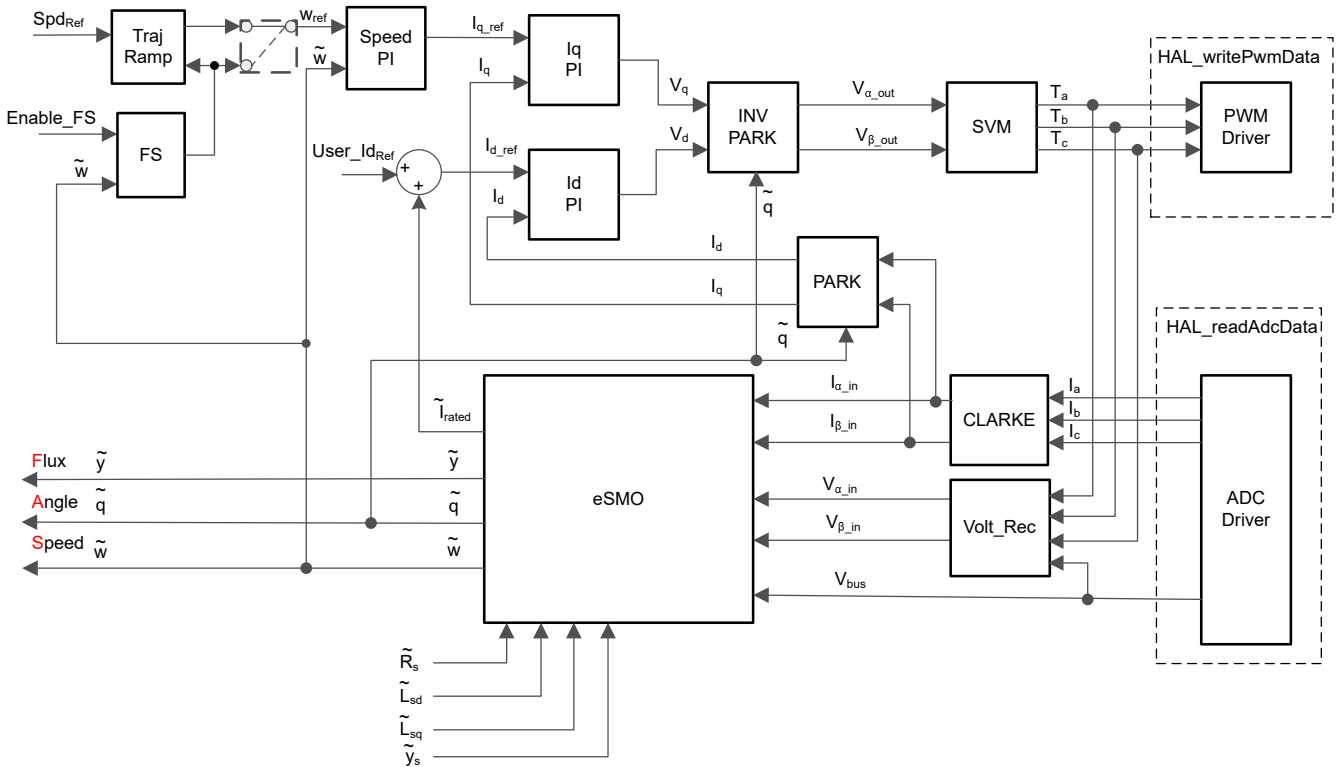 Spd_Ref
Traj
Ramp
w_ref
w̃
Speed
PI
I_q_ref
I_q
Iq
PI
V_q
V_d
INV
PARK
V_α_out
V_β_out
SVM
T_a
T_b
T_c
HAL_writePwmData
PWM
Driver
Enable_FS
w̃
FS
User_Id_Ref
+
+
I_d_ref
I_d
Id
PI
q̃
I_d
I_q
PARK
q̃
HAL_readAdcData
Ĩ_rated
I_α_in
I_β_in
CLARKE
I_a
I_b
I_c
Flux ỹ
Angle q̃
Speed w̃
ỹ
q̃
w̃
eSMO
V_α_in
V_β_in
Volt_Rec
V_bus
ADC
Driver
R̃_s
L̃_sd
L̃_sq
ỹ_s